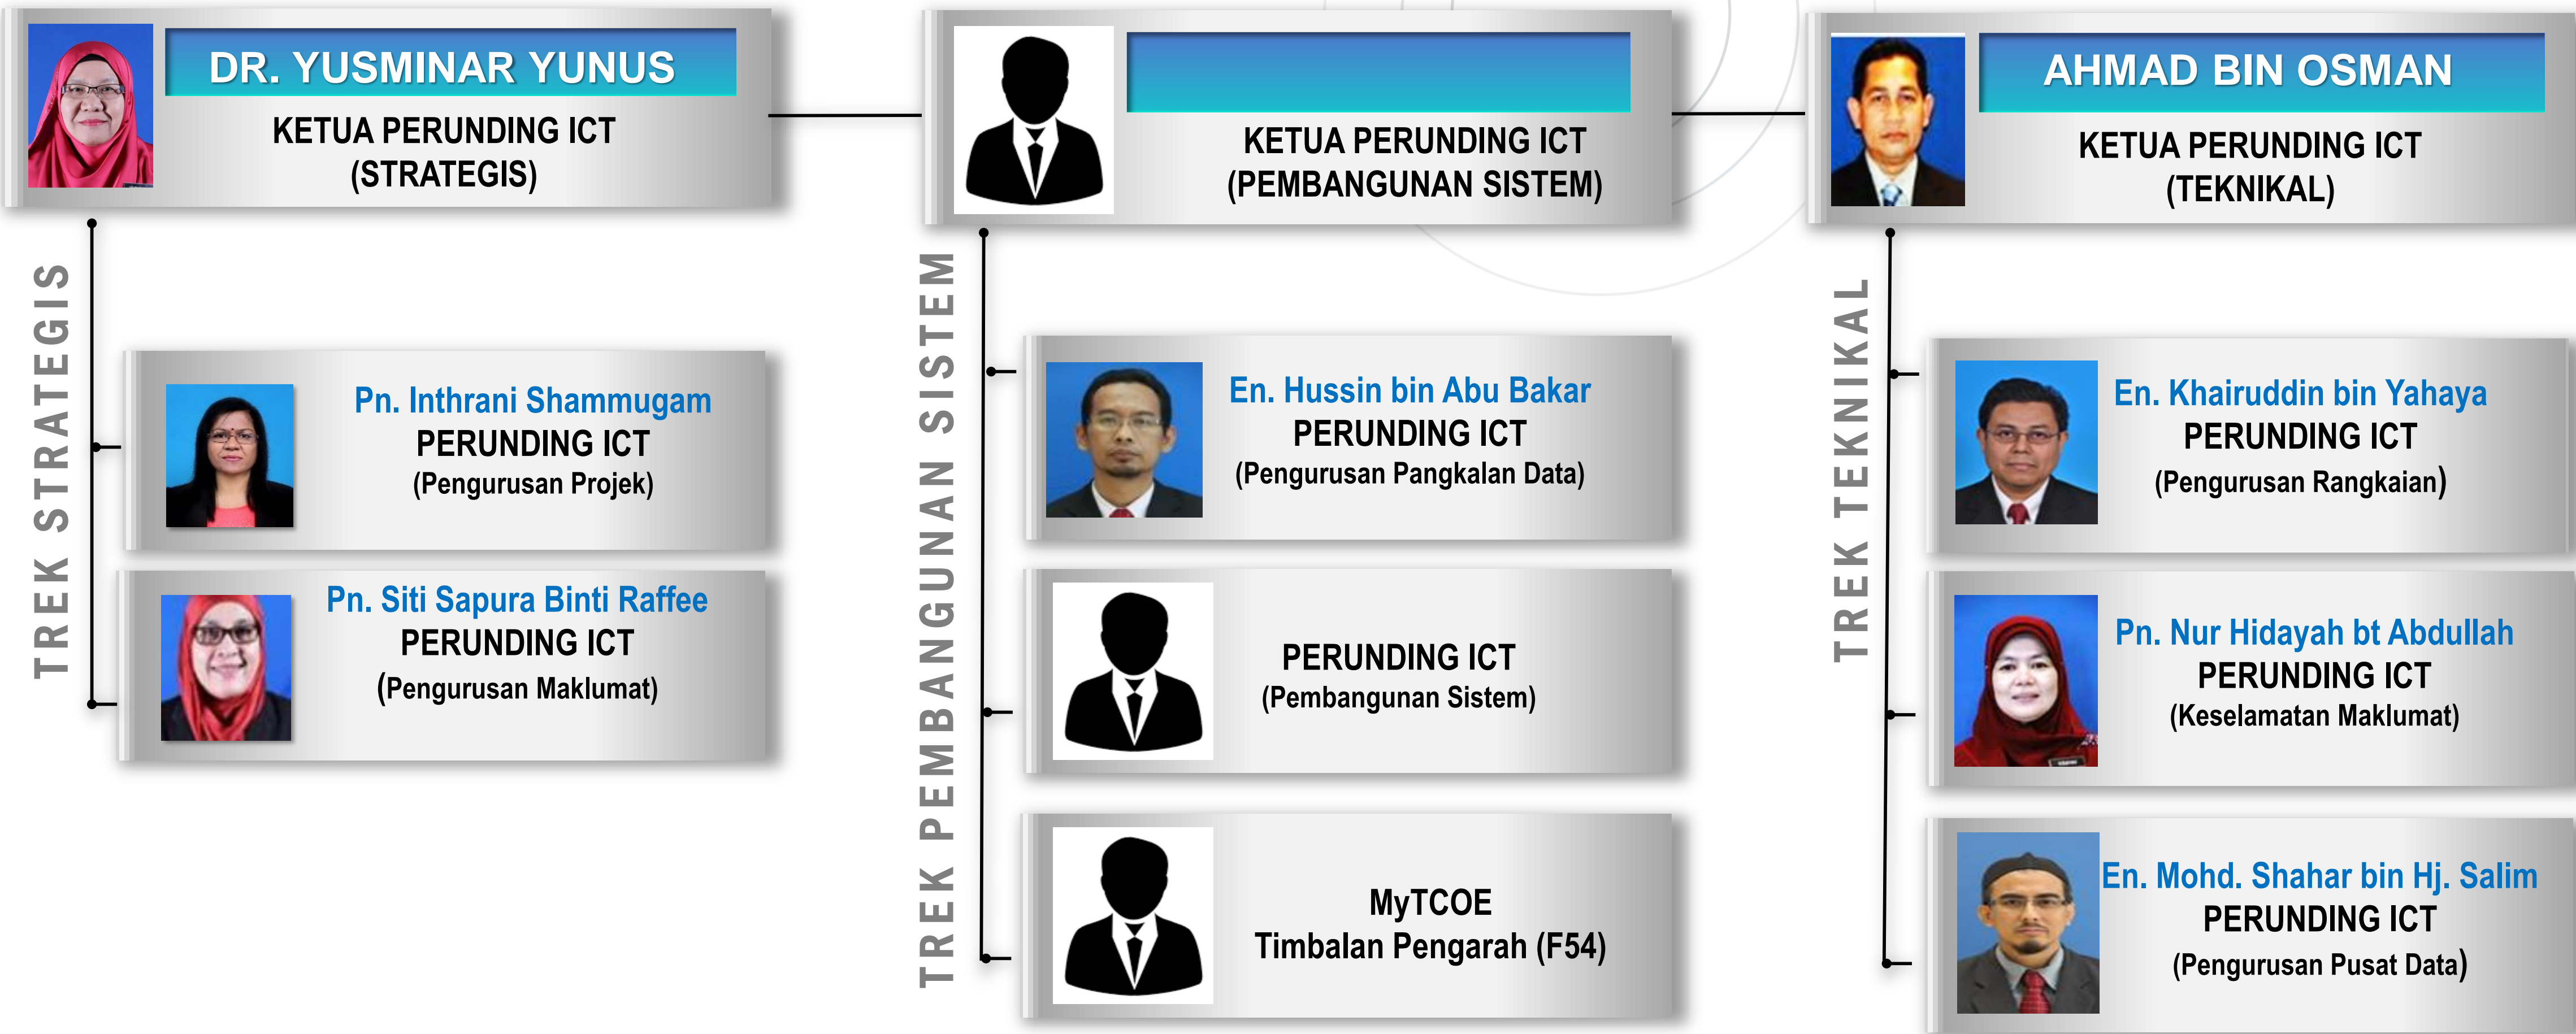 DR. YUSMINAR YUNUS
KETUA PERUNDING ICT
(STRATEGIS)
KETUA PERUNDING ICT
(PEMBANGUNAN SISTEM)
AHMAD BIN OSMAN
KETUA PERUNDING ICT
(TEKNIKAL)
TREK STRATEGIS
Pn. Inthrani Shammugam
PERUNDING ICT
(Pengurusan Projek)
Pn. Siti Sapura Binti Raffee
PERUNDING ICT
(Pengurusan Maklumat)
TREK PEMBANGUNAN SISTEM
En. Hussin bin Abu Bakar
PERUNDING ICT
(Pengurusan Pangkalan Data)
PERUNDING ICT
(Pembangunan Sistem)
MyTCOE
Timbalan Pengarah (F54)
TREK TEKNIKAL
En. Khairuddin bin Yahaya
PERUNDING ICT
(Pengurusan Rangkaian)
Pn. Nur Hidayah bt Abdullah
PERUNDING ICT
(Keselamatan Maklumat)
En. Mohd. Shahar bin Hj. Salim
PERUNDING ICT
(Pengurusan Pusat Data)